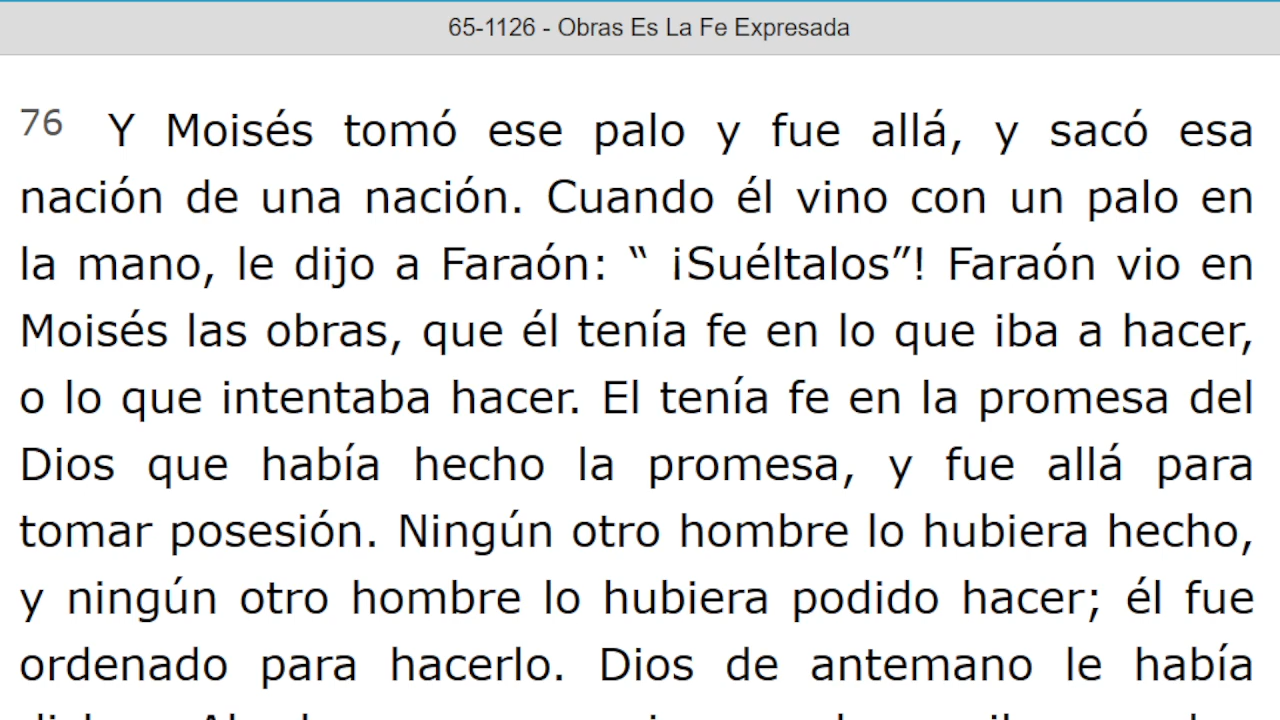 65-1126 - Obras Es La Fe Expresada
76 Y Moisés tomó ese palo y fue allá, y sacó esa
nación de una nación. Cuando él vino con un palo en
la mano, le dijo a Faraón: “ ¡Suéltalos”! Faraón vio en
Moisés las obras, que él tenía fe en lo que iba a hacer,
o lo que intentaba hacer. El tenía fe en la promesa del
Dios que había hecho la promesa, y fue allá para
tomar posesión. Ningún otro hombre lo hubiera hecho,
y ningún otro hombre lo hubiera podido hacer; él fue
ordenado para hacerlo. Dios de antemano le había